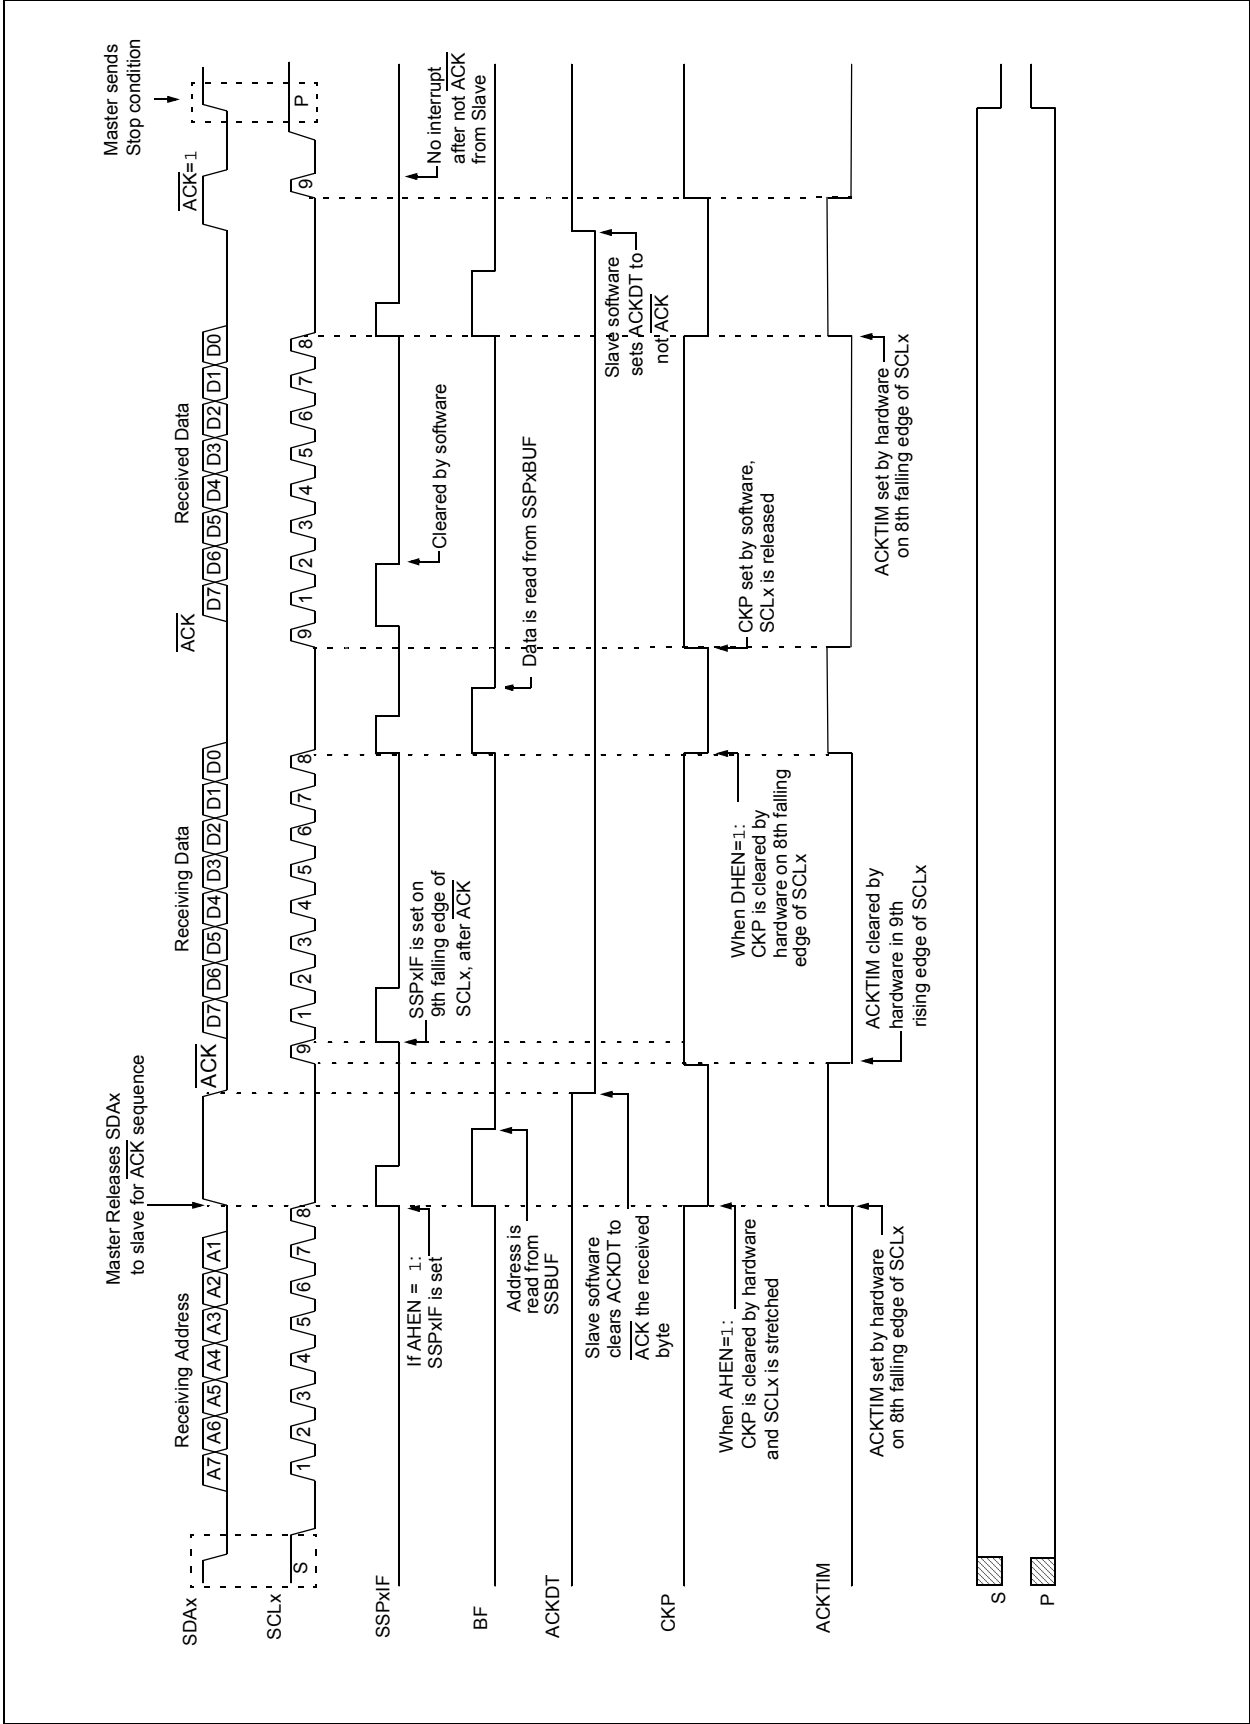 Master Releases SDAx
to slave for ACK sequence
Master sends
Stop condition
Receiving Address
ACK
Receiving Data
ACK
Received Data
ACK=1
SDAx
A7 A6 A5 A4 A3 A2 A1
D7 D6 D5 D4 D3 D2 D1 D0
D7 D6 D5 D4 D3 D2 D1 D0
SCLx
S
1 2 3 4 5 6 7 8 9
1 2 3 4 5 6 7 8 9
1 2 3 4 5 6 7 8 9
P
SSPxIF
If AHEN = 1:
SSPxIF is set
SSPxIF is set on
9th falling edge of
SCLx, after ACK
Cleared by software
No interrupt
after not ACK
from Slave
BF
Address is
read from
SSBUF
Data is read from SSPxBUF
ACKDT
Slave software
clears ACKDT to
ACK the received
byte
Slave software
sets ACKDT to
not ACK
CKP
When AHEN=1:
CKP is cleared by hardware
and SCLx is stretched
When DHEN=1:
CKP is cleared by
hardware on 8th falling
edge of SCLx
CKP set by software,
SCLx is released
ACKTIM
ACKTIM set by hardware
on 8th falling edge of SCLx
ACKTIM cleared by
hardware in 9th
rising edge of SCLx
ACKTIM set by hardware
on 8th falling edge of SCLx
S
P